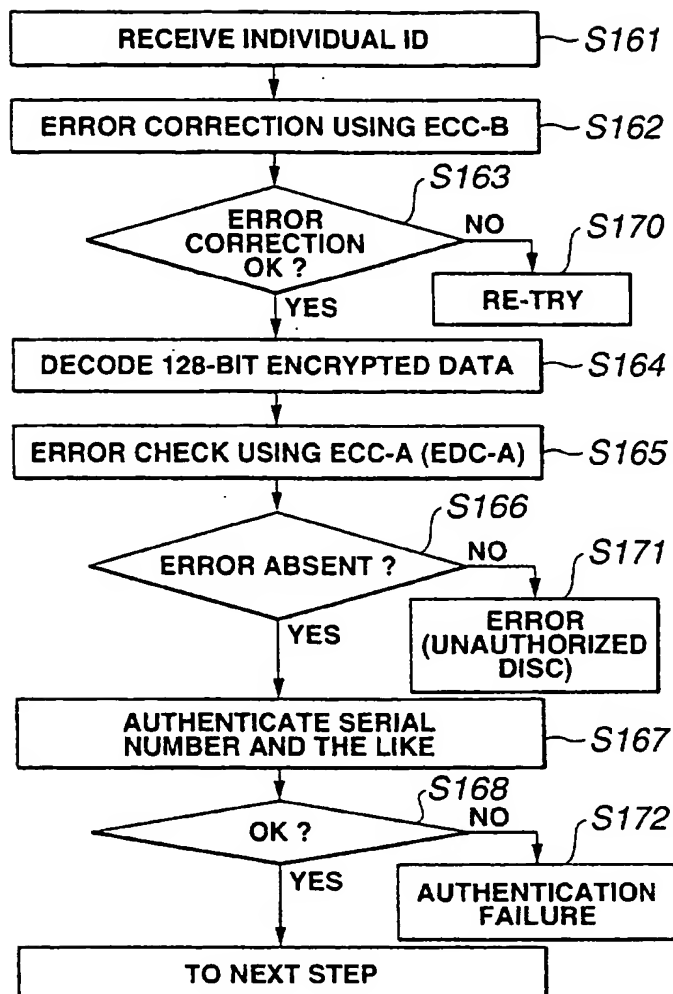 RECEIVE INDIVIDUAL ID
S161
ERROR CORRECTION USING ECC-B
S162
S163
ERROR
CORRECTION
OK ?
NO
S170
RE-TRY
YES
DECODE 128-BIT ENCRYPTED DATA
S164
ERROR CHECK USING ECC-A (EDC-A)
S165
S166
ERROR ABSENT ?
NO
S171
ERROR
(UNAUTHORIZED
DISC)
YES
AUTHENTICATE SERIAL
NUMBER AND THE LIKE
S167
S168
OK ?
NO
S172
AUTHENTICATION
FAILURE
YES
TO NEXT STEP